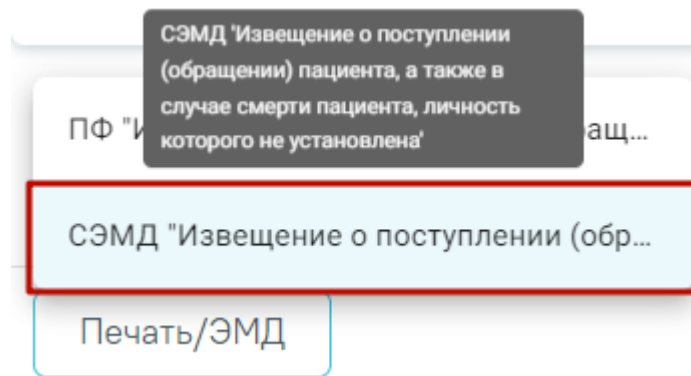 СЭМД 'Извещение о поступлении
(обращении) пациента, а также в
случае смерти пациента, личность
которого не установлена'
ПФ "И ащ...
СЭМД "Извещение о поступлении (обр...
Печать/ЭМД